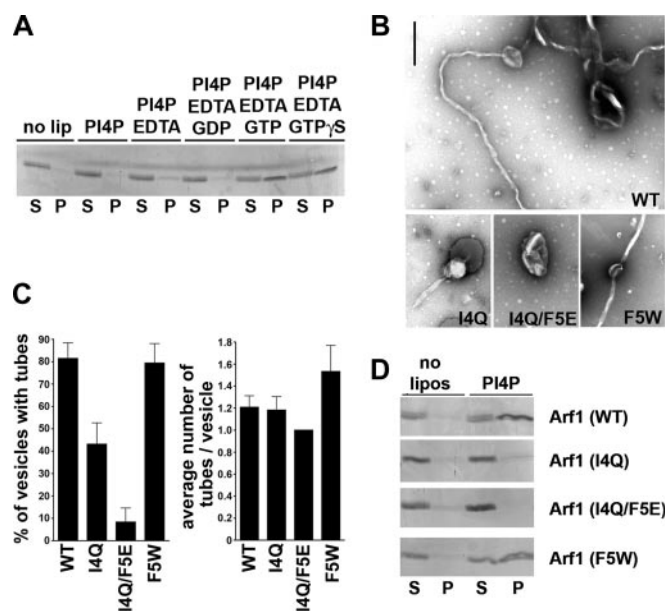 A
no lip
PI4P
PI4P
EDTA
PI4P
EDTA
GDP
PI4P
EDTA
GTP
PI4P
EDTA
GTPγS
S P S P S P S P S P S P
B
WT
I4Q
I4Q/F5E
F5W
C
% of vesicles with tubes
90
80
70
60
50
40
30
20
10
0
WT
I4Q
I4Q/F5E
F5W
average number of
tubes / vesicle
1.8
1.6
1.4
1.2
1.0
0.8
0.6
0.4
0.2
0
WT
I4Q
I4Q/F5E
F5W
D
no
lipos
PI4P
Arf1 (WT)
Arf1 (I4Q)
Arf1 (I4Q/F5E)
Arf1 (F5W)
S P S P